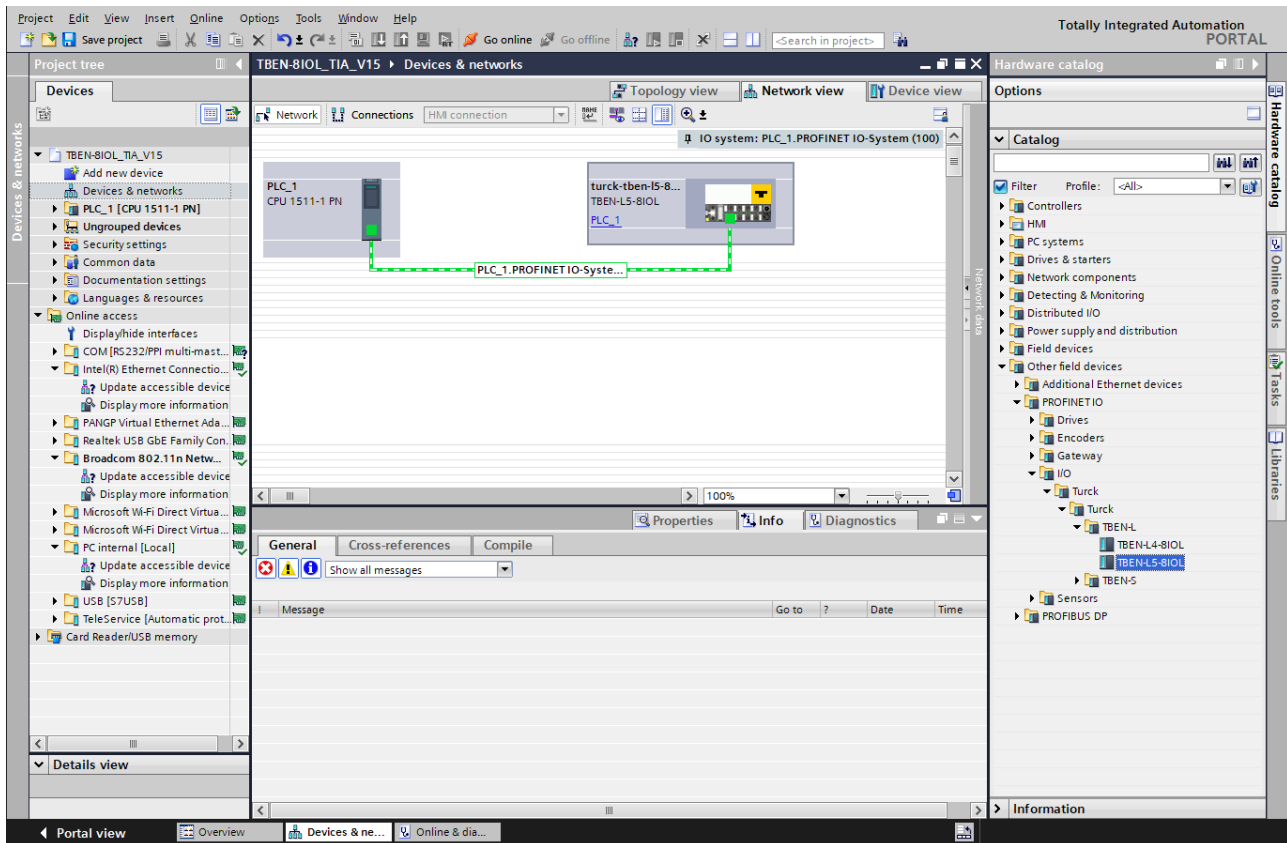 Project Edit View Insert Online Options Tools Window Help
Totally Integrated Automation
PORTAL
Save project Go online Go offline <Search in project>
Project tree
TBEN-8IOL_TIA_V15 Devices & networks
Hardware catalog
Devices
Topology view Network view Device view
Options
Network Connections HMI connection
IO system: PLC_1.PROFINET IO-System (100)
Devices & networks
TBEN-8IOL_TIA_V15
Add new device
Devices & networks
PLC_1 [CPU 1511-1 PN]
Ungrouped devices
Security settings
Common data
Documentation settings
Languages & resources
Online access
Display/hide interfaces
COM [RS232/PPI multi-mast...
Intel(R) Ethernet Connectio...
Update accessible device
Display more information
PANGP Virtual Ethernet Ada...
Realtek USB GbE Family Con.
Broadcom 802.11n Netw...
Update accessible device
Display more information
Microsoft Wi-Fi Direct Virtua...
Microsoft Wi-Fi Direct Virtua...
PC internal [Local]
Update accessible device
Display more information
USB [S7USB]
TeleService [Automatic prot...
Card Reader/USB memory
Details view
PLC_1
CPU 1511-1 PN
turck-tben-l5-8...
TBEN-L5-8IOL
PLC_1
PLC_1.PROFINET IO-Syste...
Network data
100%
Properties Info Diagnostics
General Cross-references Compile
Show all messages
! Message Go to ? Date Time
Catalog
Filter Profile: <All>
Controllers
HMI
PC systems
Drives & starters
Network components
Detecting & Monitoring
Distributed I/O
Power supply and distribution
Field devices
Other field devices
Additional Ethernet devices
PROFINET IO
Drives
Encoders
Gateway
I/O
Turck
Turck
TBEN-L
TBEN-L4-8IOL
TBEN-L5-8IOL
TBEN-S
Sensors
PROFIBUS DP
Information
Hardware catalog
Online tools
Tasks
Libraries
Portal view Overview Devices & ne... Online & dia...